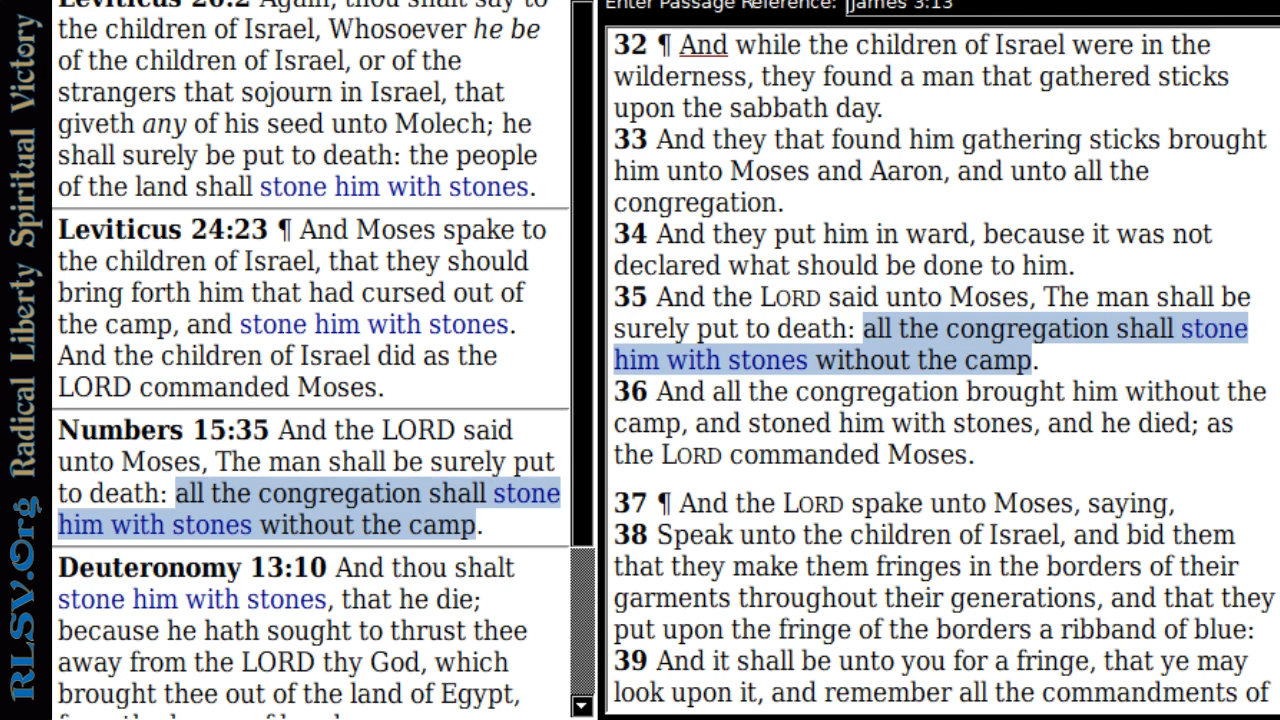 RLSV.Org Radical Liberty Spiritual Victory
Leviticus 20:2 Again, thou shalt say to
the children of Israel, Whosoever he be
of the children of Israel, or of the
strangers that sojourn in Israel, that
giveth any of his seed unto Molech; he
shall surely be put to death: the people
of the land shall stone him with stones.
Leviticus 24:23 ¶ And Moses spake to
the children of Israel, that they should
bring forth him that had cursed out of
the camp, and stone him with stones.
And the children of Israel did as the
LORD commanded Moses.
Numbers 15:35 And the LORD said
unto Moses, The man shall be surely put
to death: all the congregation shall stone
him with stones without the camp.
Deuteronomy 13:10 And thou shalt
stone him with stones, that he die;
because he hath sought to thrust thee
away from the LORD thy God, which
brought thee out of the land of Egypt,
Enter Passage Reference: James 3:13
32 ¶ And while the children of Israel were in the
wilderness, they found a man that gathered sticks
upon the sabbath day.
33 And they that found him gathering sticks brought
him unto Moses and Aaron, and unto all the
congregation.
34 And they put him in ward, because it was not
declared what should be done to him.
35 And the LORD said unto Moses, The man shall be
surely put to death: all the congregation shall stone
him with stones without the camp.
36 And all the congregation brought him without the
camp, and stoned him with stones, and he died; as
the LORD commanded Moses.
37 ¶ And the LORD spake unto Moses, saying,
38 Speak unto the children of Israel, and bid them
that they make them fringes in the borders of their
garments throughout their generations, and that they
put upon the fringe of the borders a ribband of blue:
39 And it shall be unto you for a fringe, that ye may
look upon it, and remember all the commandments of